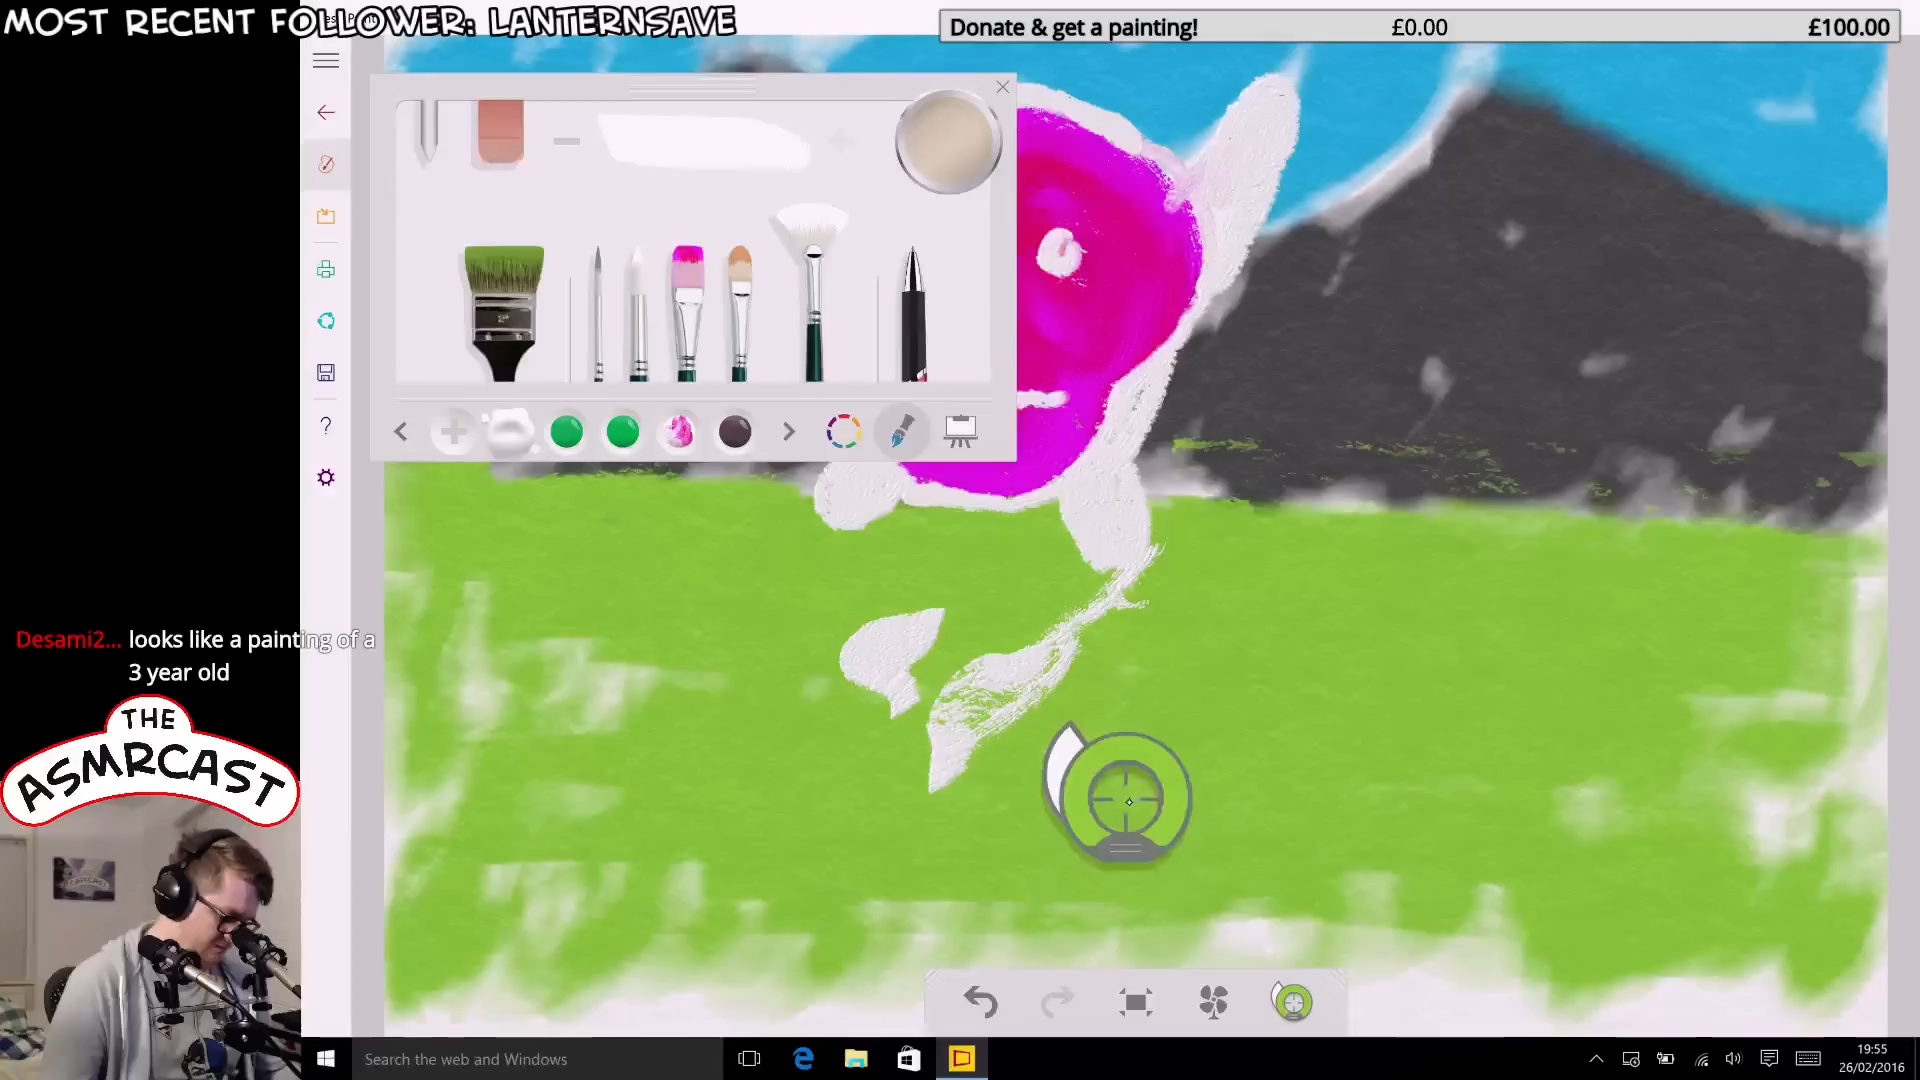 MOST RECENT FOLLOWER: LANTERNSAVE
Donate & get a painting! £0.00 £100.00
Desami2... looks like a painting of a
3 year old
THE
ASMRCAST
Search the web and Windows
19:55
26/02/2016